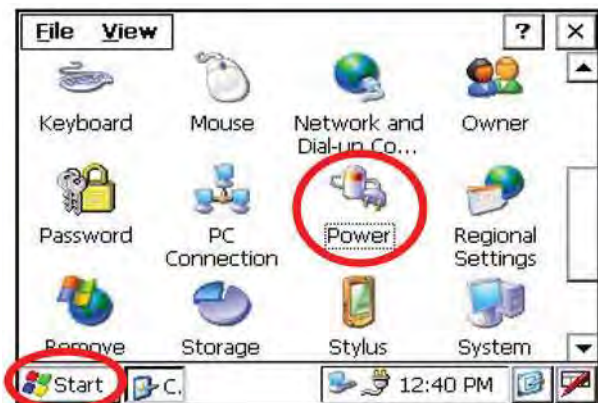 File View ? ×
Keyboard Mouse Network and Owner
Dial-up Co...
Password PC Power Regional
Connection Settings
Remove Storage Stylus System
Start C. 12:40 PM